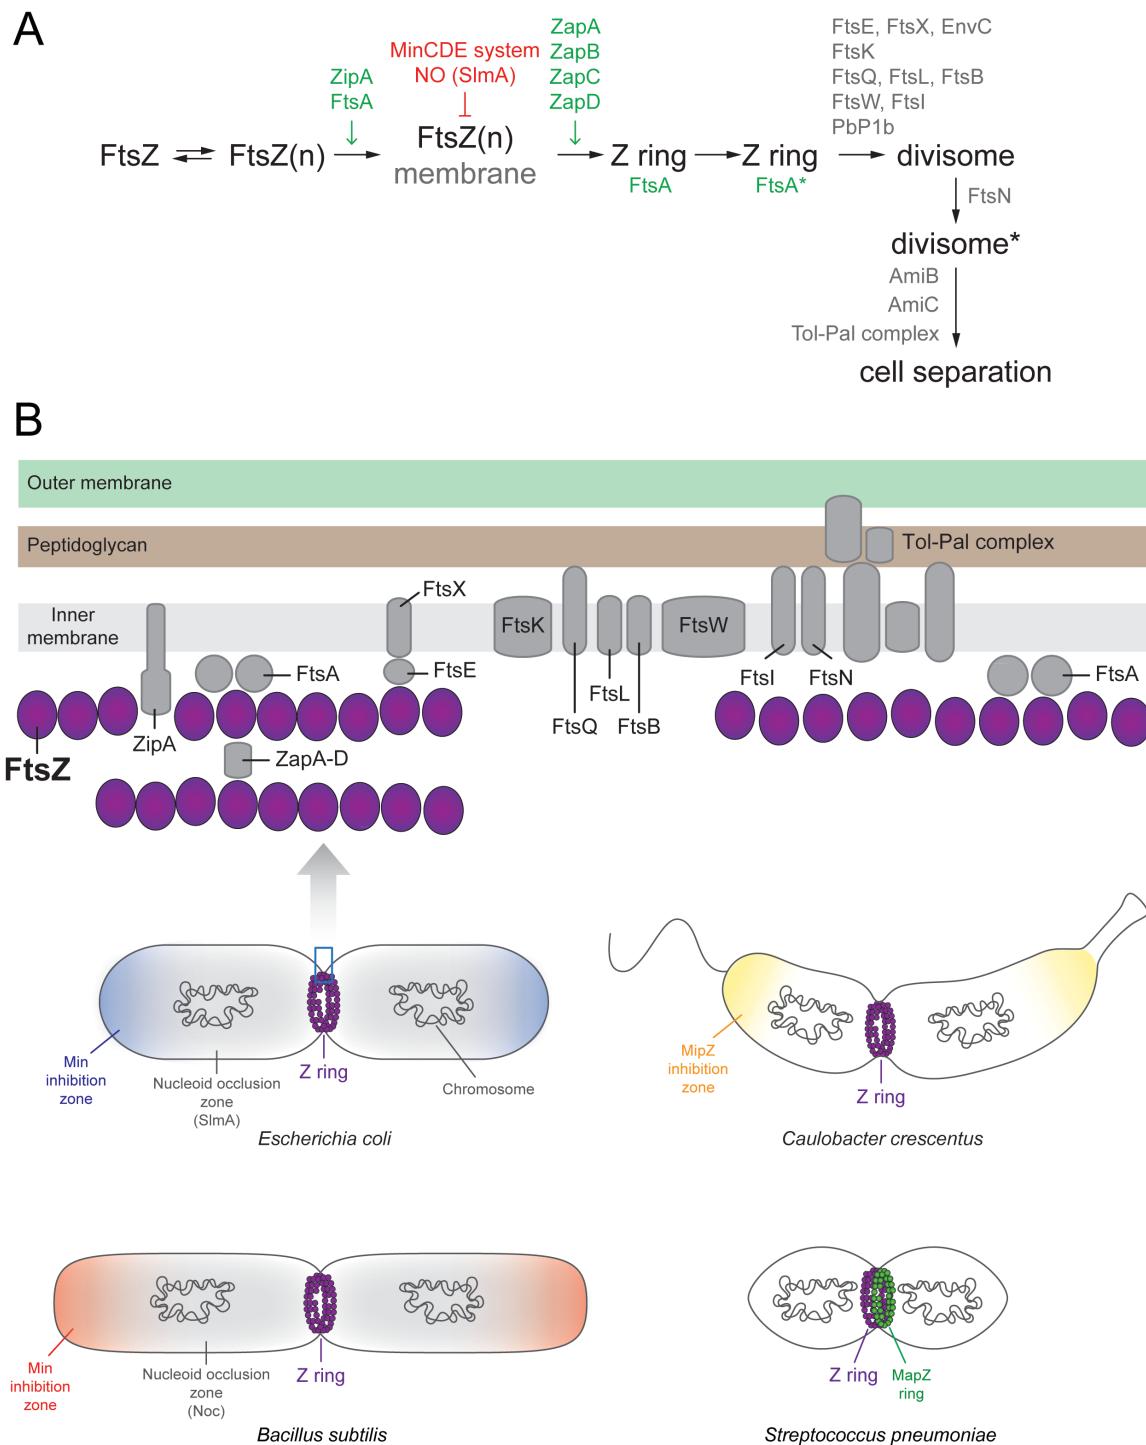 A
ZipA
FtsA
MinCDE system
NO (SlmA)
ZapA
ZapB
ZapC
ZapD
FtsE, FtsX, EnvC
FtsK
FtsQ, FtsL, FtsB
FtsW, FtsI
PbP1b
FtsZ
FtsZ(n)
FtsZ(n)
membrane
Z ring
FtsA
Z ring
FtsA*
divisome
FtsN
divisome*
AmiB
AmiC
Tol-Pal complex
cell separation
B
Outer membrane
Peptidoglycan
Tol-Pal complex
Inner
membrane
FtsX
FtsK
FtsW
FtsA
FtsE
FtsL
FtsI
FtsN
FtsA
FtsQ
FtsB
ZipA
FtsZ
ZapA-D
Min
inhibition
zone
Nucleoid occlusion
zone
(SlmA)
Z ring
Chromosome
Escherichia coli
MipZ
inhibition
zone
Z ring
Caulobacter crescentus
Min
inhibition
zone
Nucleoid occlusion
zone
(Noc)
Z ring
Bacillus subtilis
Z ring
MapZ
ring
Streptococcus pneumoniae